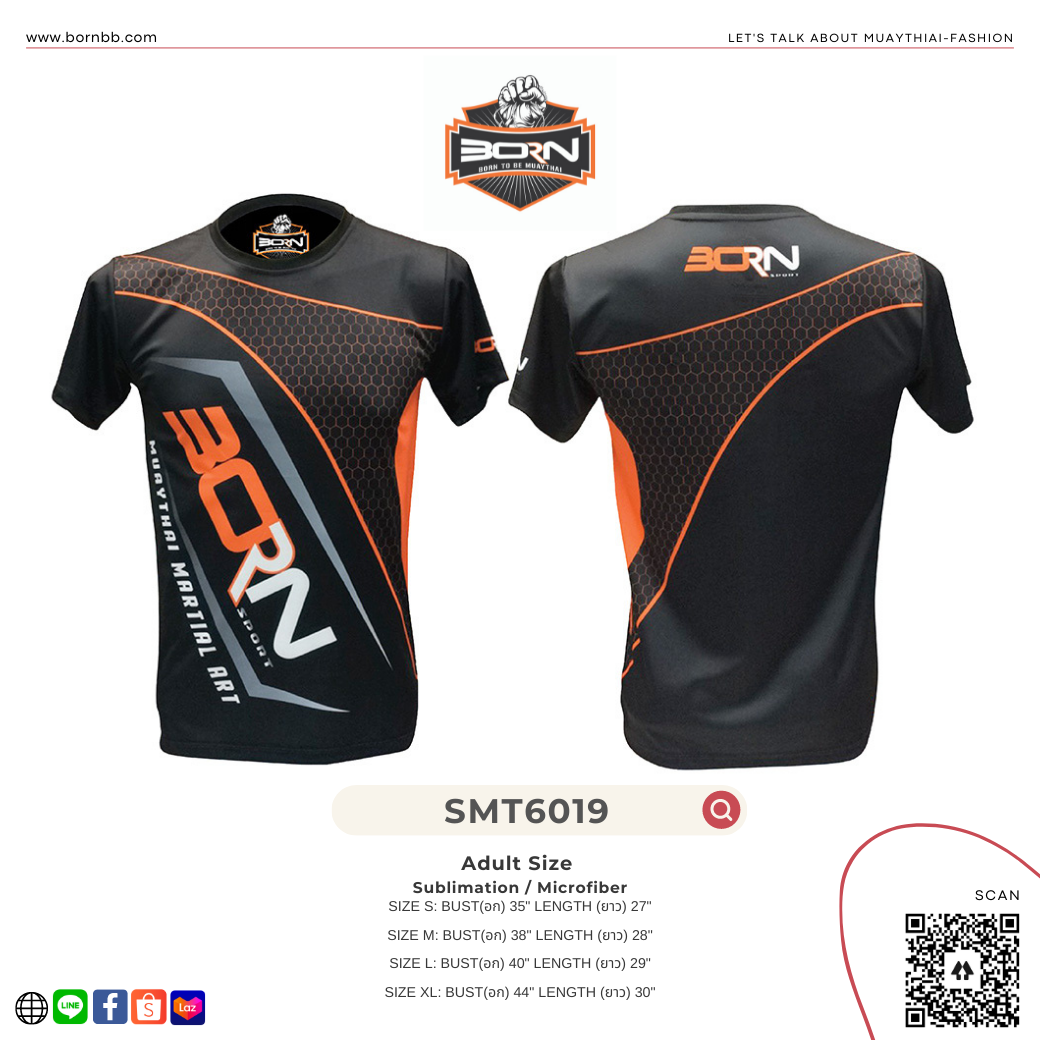 www.bornbb.com
LET'S TALK ABOUT MUAYTHIAI-FASHION
BORN
BORN TO BE MUAYTHAI
BORN
BORN
SPORT
MUAYTHAI MARTIAL ART
BORN
SPORT
SMT6019
Adult Size
Sublimation / Microfiber
SIZE S: BUST(อก) 35" LENGTH (ยาว) 27"
SIZE M: BUST(อก) 38" LENGTH (ยาว) 28"
SIZE L: BUST(อก) 40" LENGTH (ยาว) 29"
SIZE XL: BUST(อก) 44" LENGTH (ยาว) 30"
SCAN
LINE
Laz